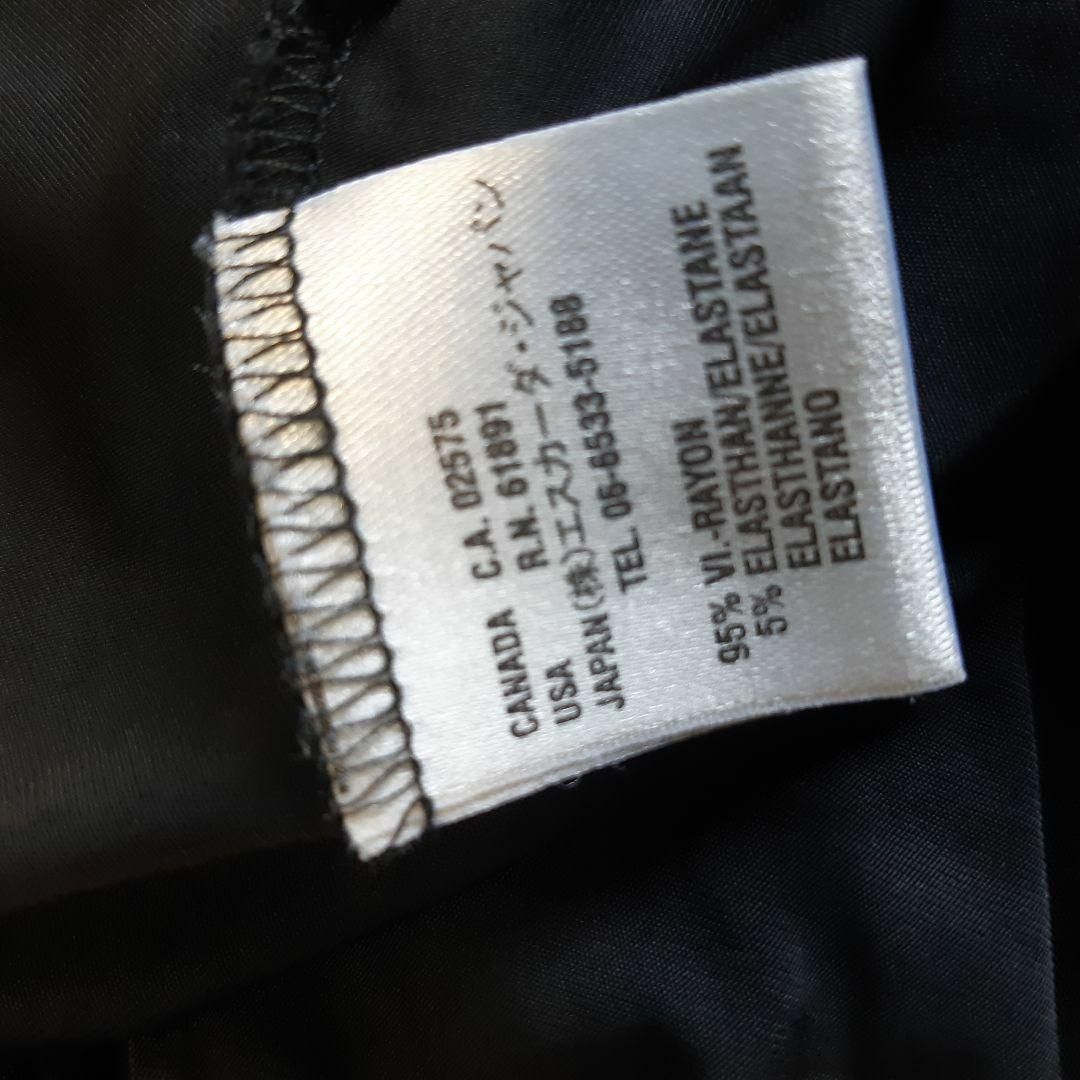 CANADA C.A. 02575
USA R.N. 61891
JAPAN(株)エスカーダ・ジャパン
TEL. 06-6533-5188
95% VI.-RAYON
5% ELASTHAN/ELASTANE
ELASTHANNE/ELASTAAN
ELASTANO